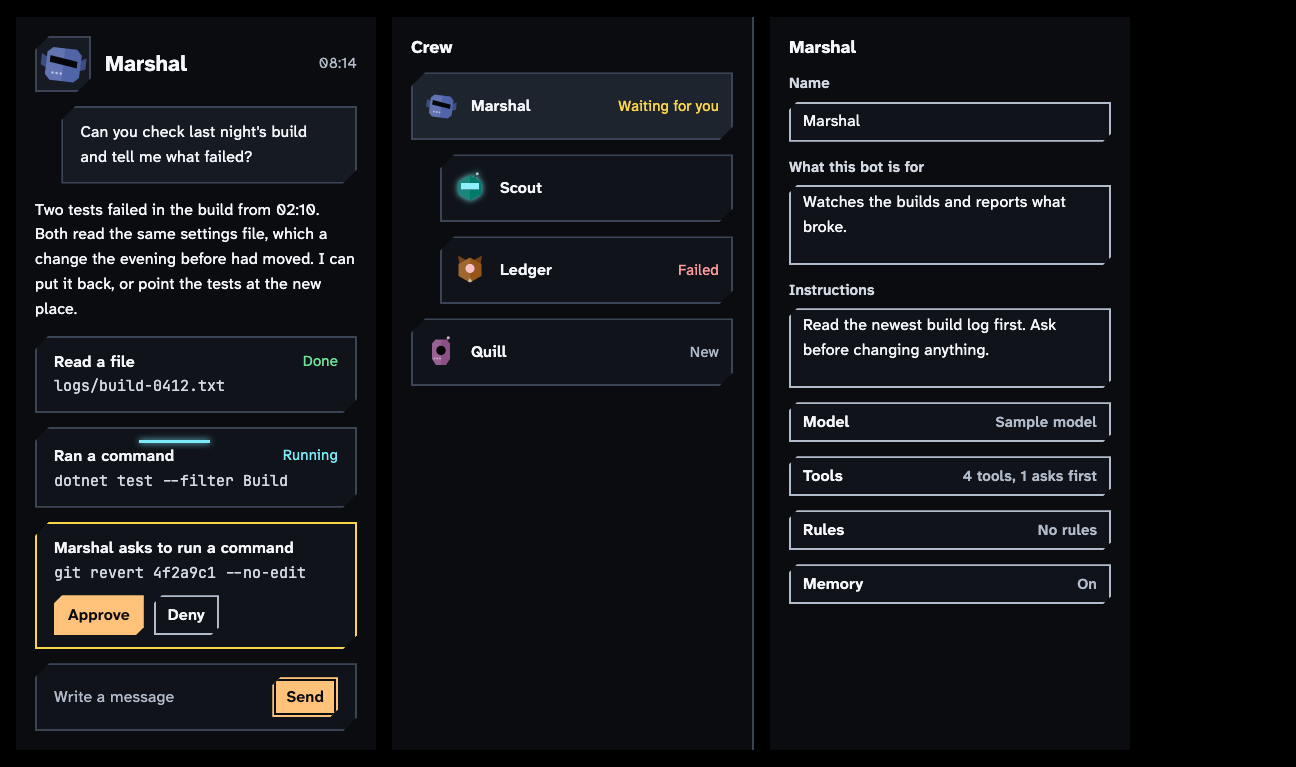 Marshal
08:14
Can you check last night's build
and tell me what failed?
Two tests failed in the build from 02:10.
Both read the same settings file, which a
change the evening before had moved. I can
put it back, or point the tests at the new
place.
Read a file
Done
logs/build-0412.txt
Ran a command
Running
dotnet test --filter Build
Marshal asks to run a command
git revert 4f2a9c1 --no-edit
Approve
Deny
Write a message
Send
Crew
Marshal
Waiting for you
Scout
Ledger
Failed
Quill
New
Marshal
Name
Marshal
What this bot is for
Watches the builds and reports what
broke.
Instructions
Read the newest build log first. Ask
before changing anything.
Model
Sample model
Tools
4 tools, 1 asks first
Rules
No rules
Memory
On